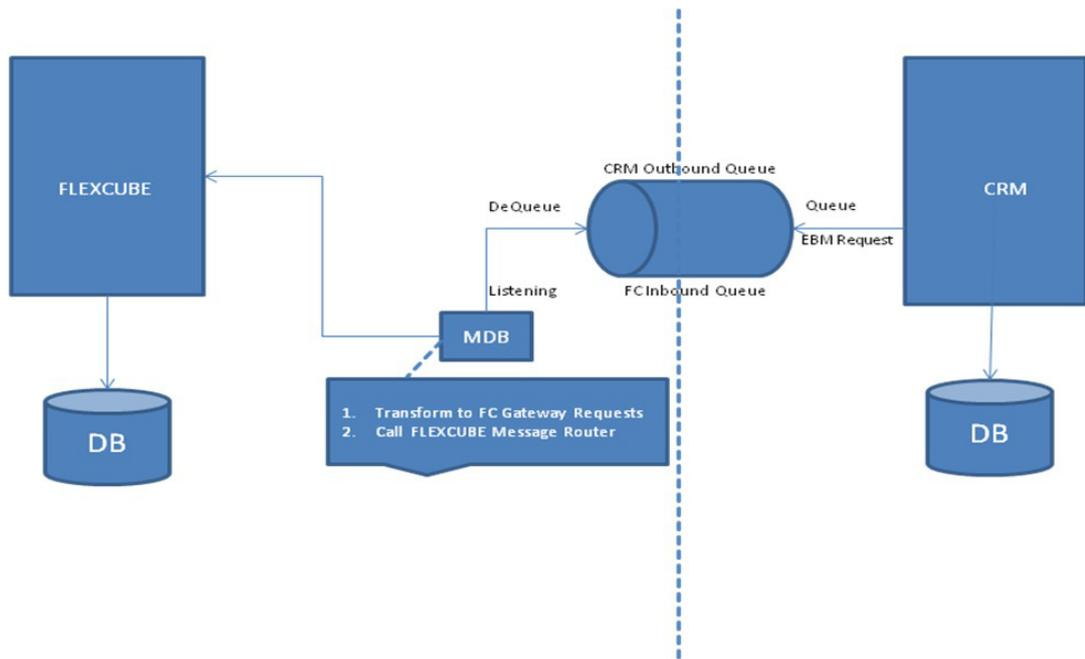 FLEXCUBE
CRM Outbound Queue
CRM
DeQueue
Queue
EBM Request
Listening
FC Inbound Queue
MDB
1. Transform to FC Gateway Requests
2. Call FLEXCUBE Message Router
DB
DB